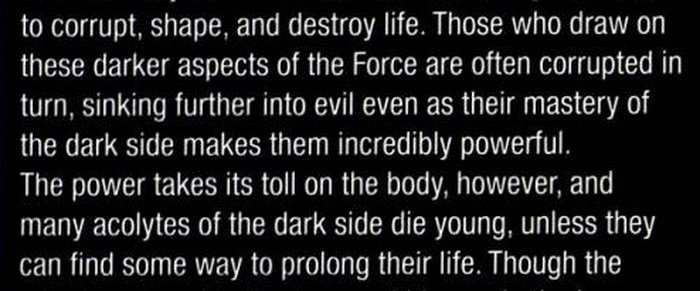 to corrupt, shape, and destroy life. Those who draw on
these darker aspects of the Force are often corrupted in
turn, sinking further into evil even as their mastery of
the dark side makes them incredibly powerful.
The power takes its toll on the body, however, and
many acolytes of the dark side die young, unless they
can find some way to prolong their life. Though the